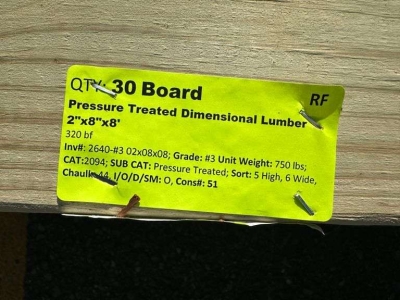 QTY: 30 Board
RF
Pressure Treated Dimensional Lumber
2"x8"x8'
320 bf
Inv#: 2640-#3 02x08x08; Grade: #3 Unit Weight: 750 lbs;
CAT:2094; SUB CAT: Pressure Treated; Sort: 5 High, 6 Wide,
Chaulk: 44, I/O/D/SM: O, Cons#: 51